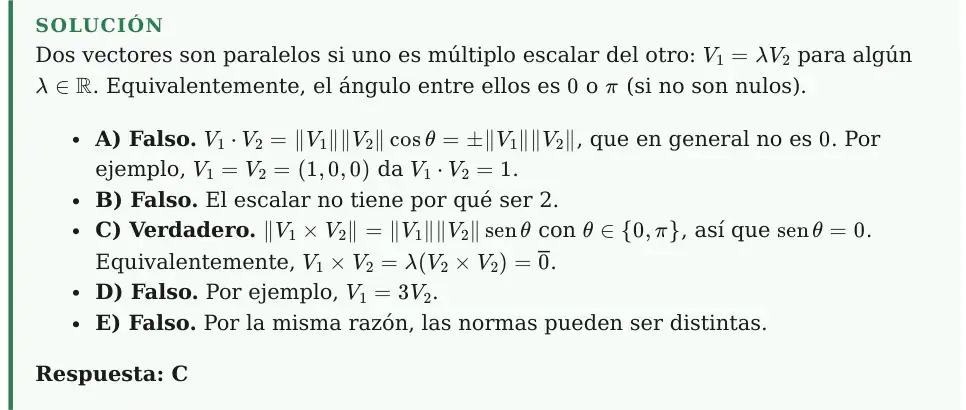 SOLUCIÓN
Dos vectores son paralelos si uno es múltiplo escalar del otro: V₁ = λV₂ para algún
λ ∈ ℝ. Equivalentemente, el ángulo entre ellos es 0 o π (si no son nulos).
• A) Falso. V₁ · V₂ = ‖V₁‖‖V₂‖ cos θ = ±‖V₁‖‖V₂‖, que en general no es 0. Por
ejemplo, V₁ = V₂ = (1, 0, 0) da V₁ · V₂ = 1.
• B) Falso. El escalar no tiene por qué ser 2.
• C) Verdadero. ‖V₁ × V₂‖ = ‖V₁‖‖V₂‖ sen θ con θ ∈ {0, π}, así que sen θ = 0.
Equivalentemente, V₁ × V₂ = λ(V₂ × V₂) = 0̅.
• D) Falso. Por ejemplo, V₁ = 3V₂.
• E) Falso. Por la misma razón, las normas pueden ser distintas.
Respuesta: C